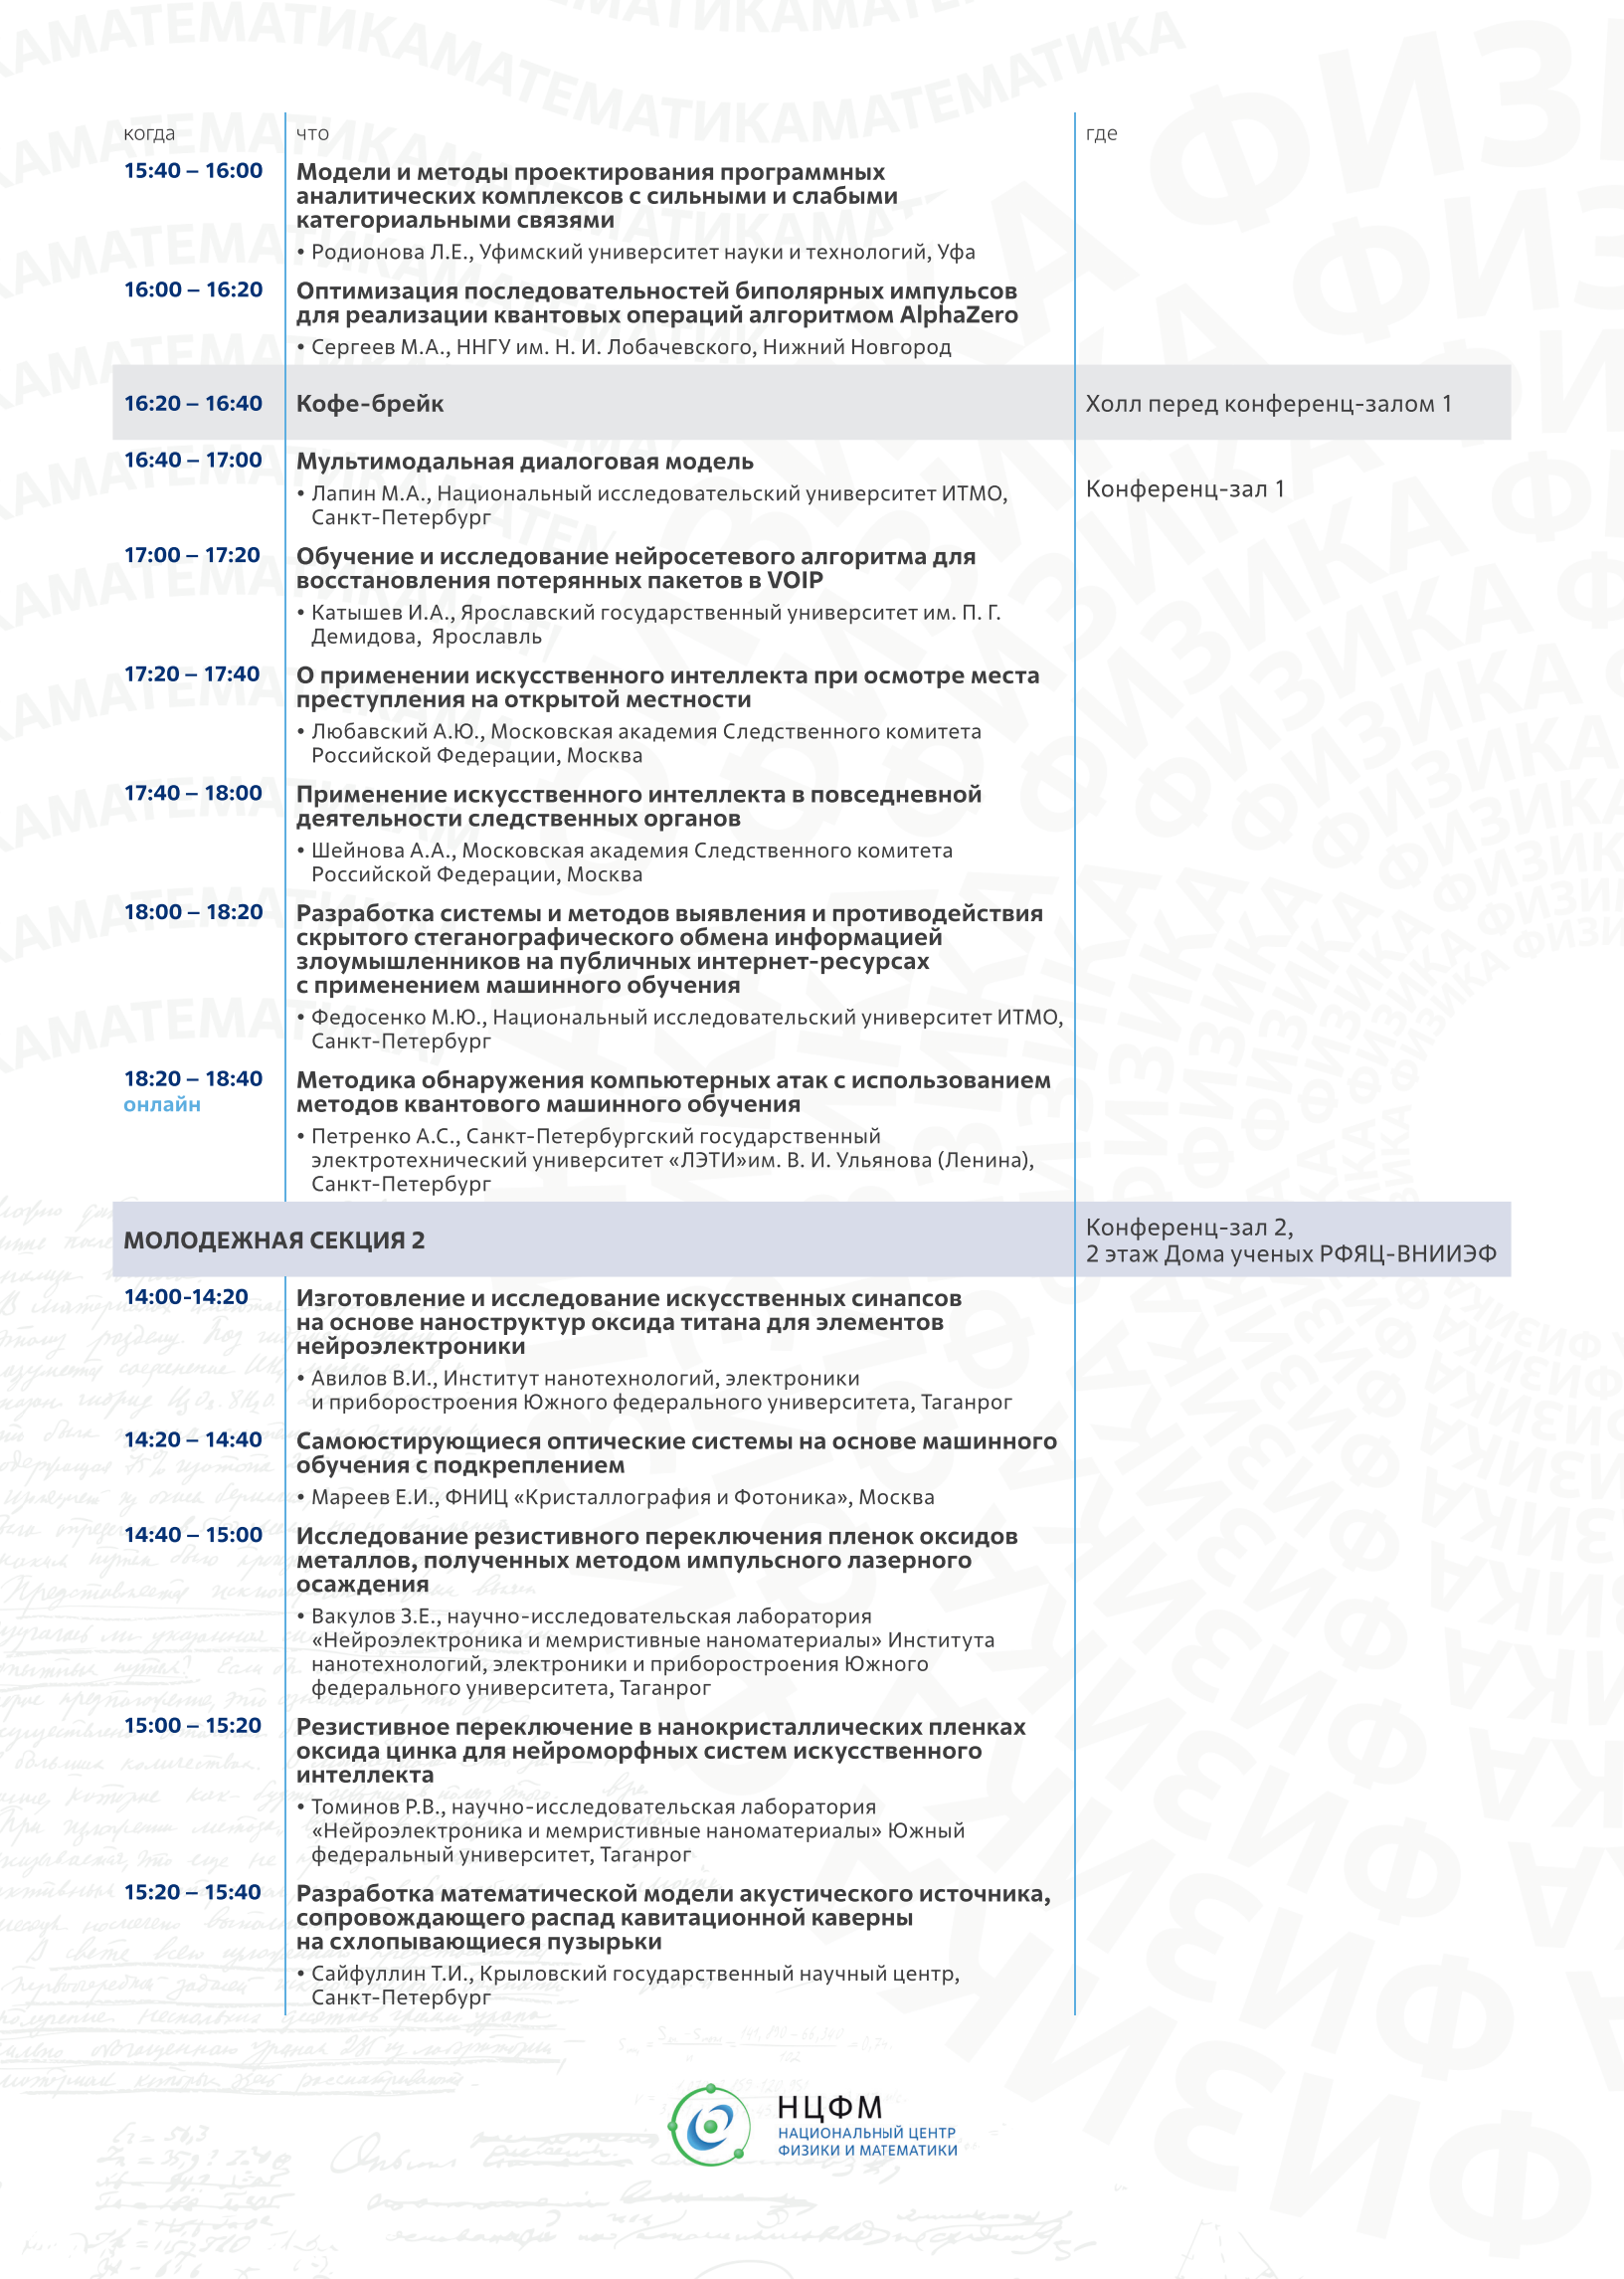 когда
что
где
15:40 – 16:00
Модели и методы проектирования программных
аналитических комплексов с сильными и слабыми
категориальными связями
• Родионова Л.Е., Уфимский университет науки и технологий, Уфа
16:00 – 16:20
Оптимизация последовательностей биполярных импульсов
для реализации квантовых операций алгоритмом AlphaZero
• Сергеев М.А., ННГУ им. Н. И. Лобачевского, Нижний Новгород
16:20 – 16:40
Кофе-брейк
Холл перед конференц-залом 1
16:40 – 17:00
Мультимодальная диалоговая модель
Конференц-зал 1
• Лапин М.А., Национальный исследовательский университет ИТМО,
Санкт-Петербург
17:00 – 17:20
Обучение и исследование нейросетевого алгоритма для
восстановления потерянных пакетов в VOIP
• Катышев И.А., Ярославский государственный университет им. П. Г.
Демидова,  Ярославль
17:20 – 17:40
О применении искусственного интеллекта при осмотре места
преступления на открытой местности
• Любавский А.Ю., Московская академия Следственного комитета
Российской Федерации, Москва
17:40 – 18:00
Применение искусственного интеллекта в повседневной
деятельности следственных органов
• Шейнова А.А., Московская академия Следственного комитета
Российской Федерации, Москва
18:00 – 18:20
Разработка системы и методов выявления и противодействия
скрытого стеганографического обмена информацией
злоумышленников на публичных интернет-ресурсах
с применением машинного обучения
• Федосенко М.Ю., Национальный исследовательский университет ИТМО,
Санкт-Петербург
18:20 – 18:40
онлайн
Методика обнаружения компьютерных атак с использованием
методов квантового машинного обучения
• Петренко А.С., Санкт-Петербургский государственный
электротехнический университет «ЛЭТИ»им. В. И. Ульянова (Ленина),
Санкт-Петербург
МОЛОДЕЖНАЯ СЕКЦИЯ 2
Конференц-зал 2,
2 этаж Дома ученых РФЯЦ-ВНИИЭФ
14:00-14:20
Изготовление и исследование искусственных синапсов
на основе наноструктур оксида титана для элементов
нейроэлектроники
• Авилов В.И., Институт нанотехнологий, электроники
и приборостроения Южного федерального университета, Таганрог
14:20 – 14:40
Самоюстирующиеся оптические системы на основе машинного
обучения с подкреплением
• Мареев Е.И., ФНИЦ «Кристаллография и Фотоника», Москва
14:40 – 15:00
Исследование резистивного переключения пленок оксидов
металлов, полученных методом импульсного лазерного
осаждения
• Вакулов З.Е., научно-исследовательская лаборатория
«Нейроэлектроника и мемристивные наноматериалы» Института
нанотехнологий, электроники и приборостроения Южного
федерального университета, Таганрог
15:00 – 15:20
Резистивное переключение в нанокристаллических пленках
оксида цинка для нейроморфных систем искусственного
интеллекта
• Томинов Р.В., научно-исследовательская лаборатория
«Нейроэлектроника и мемристивные наноматериалы» Южный
федеральный университет, Таганрог
15:20 – 15:40
Разработка математической модели акустического источника,
сопровождающего распад кавитационной каверны
на схлопывающиеся пузырьки
• Сайфуллин Т.И., Крыловский государственный научный центр,
Санкт-Петербург
НЦФМ
НАЦИОНАЛЬНЫЙ ЦЕНТР
ФИЗИКИ И МАТЕМАТИКИ